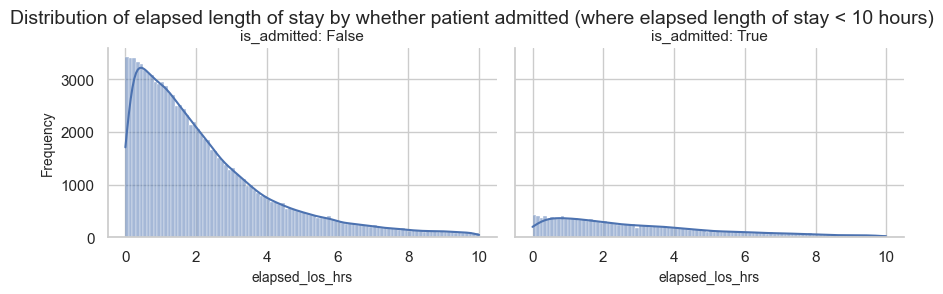 Distribution of elapsed length of stay by whether patient admitted (where elapsed length of stay < 10 hours)
is_admitted: False
is_admitted: True
3000
2000
1000
0
Frequency
0 2 4 6 8 10
0 2 4 6 8 10
elapsed_los_hrs
elapsed_los_hrs